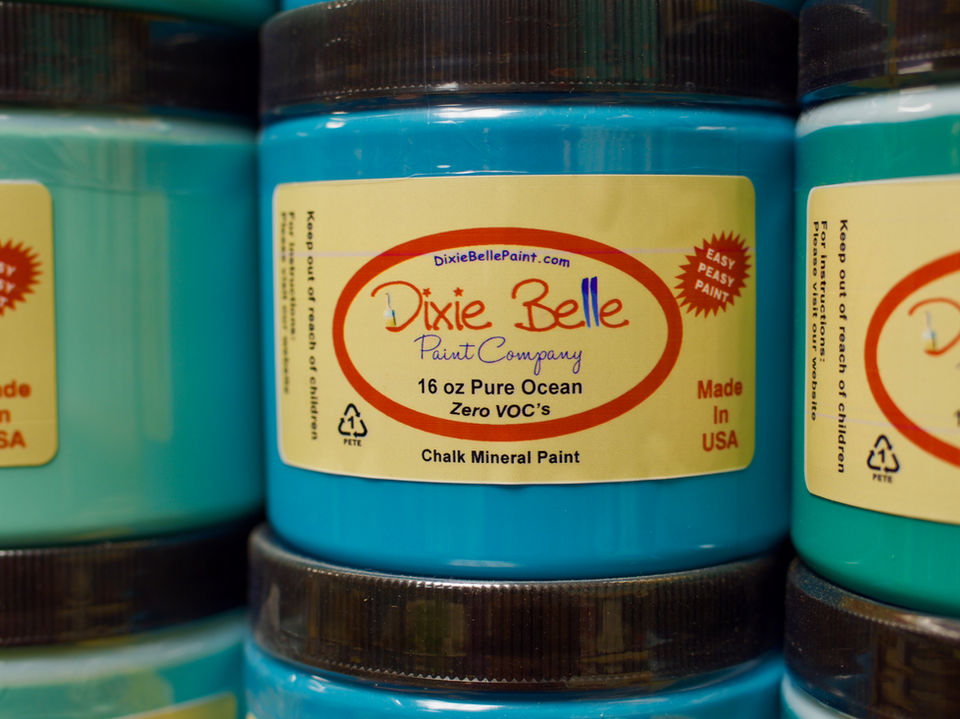 Keep out of reach of children
For instructions:
Please visit our website
DixieBellePaint.com
Dixie Belle
Paint Company
16 oz Pure Ocean
Zero VOC's
1
PETE
Chalk Mineral Paint
EASY
PEASY
PAINT
Made
In
USA
Keep out of reach of children
For instructions:
Please visit our website
1
PETE